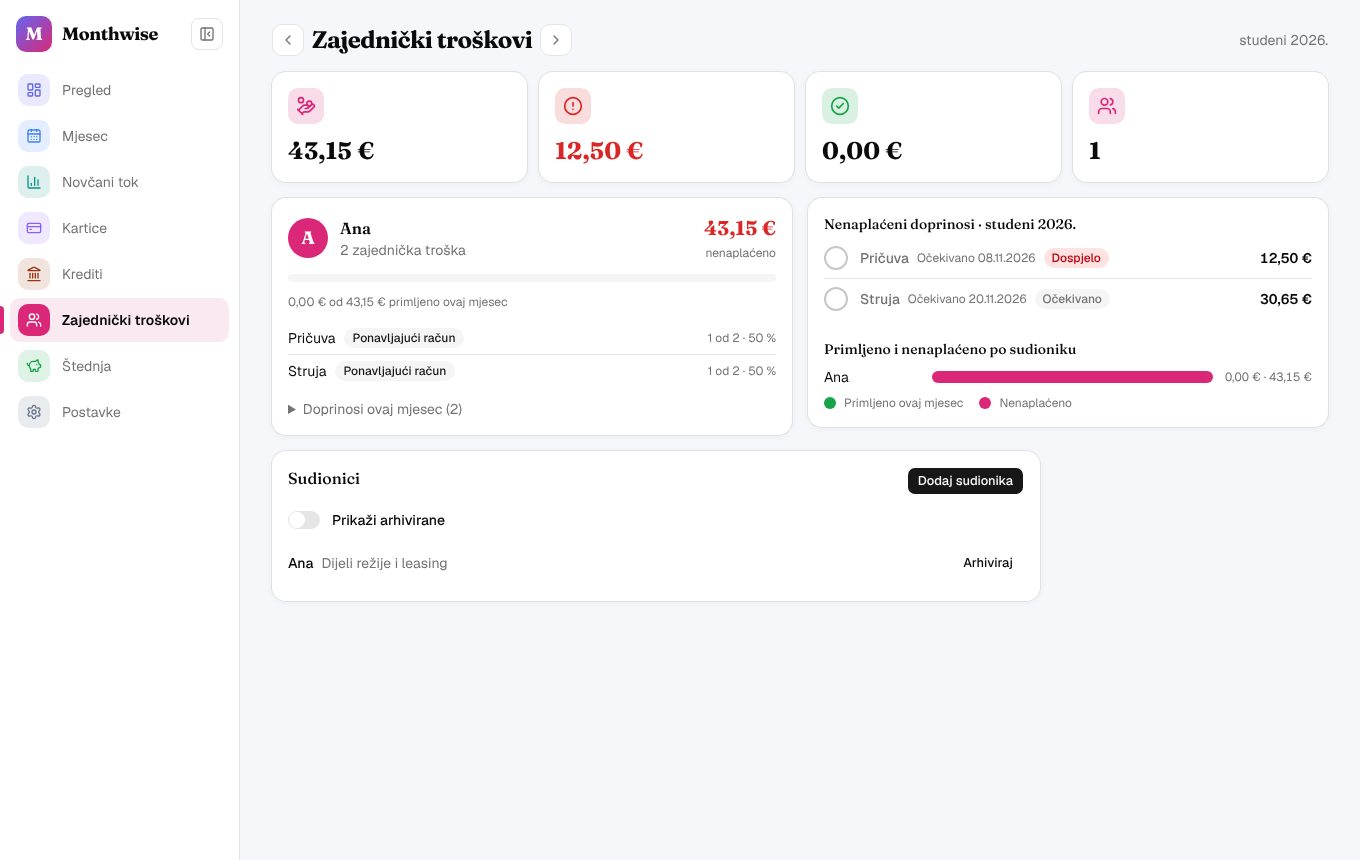 M Monthwise
Pregled
Mjesec
Novčani tok
Kartice
Krediti
Zajednički troškovi
Štednja
Postavke
Zajednički troškovi
studeni 2026.
43,15 €
12,50 €
0,00 €
1
A
Ana
2 zajednička troška
43,15 €
nenaplaćeno
0,00 € od 43,15 € primljeno ovaj mjesec
Pričuva Ponavljajući račun 1 od 2 · 50 %
Struja Ponavljajući račun 1 od 2 · 50 %
Doprinosi ovaj mjesec (2)
Nenaplaćeni doprinosi · studeni 2026.
Pričuva Očekivano 08.11.2026 Dospjelo 12,50 €
Struja Očekivano 20.11.2026 Očekivano 30,65 €
Primljeno i nenaplaćeno po sudioniku
Ana 0,00 € · 43,15 €
Primljeno ovaj mjesec Nenaplaćeno
Sudionici
Dodaj sudionika
Prikaži arhivirane
Ana Dijeli režije i leasing Arhiviraj